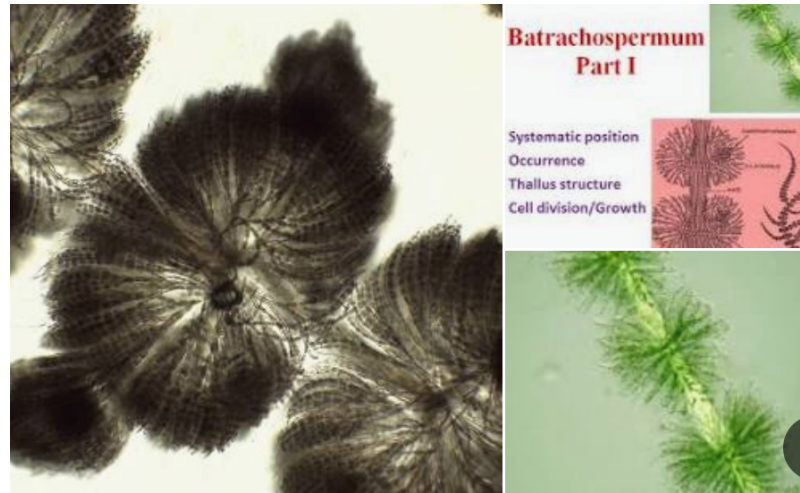 Batrachospermum
Part I
Systematic position
Occurrence
Thallus structure
Cell division/Growth